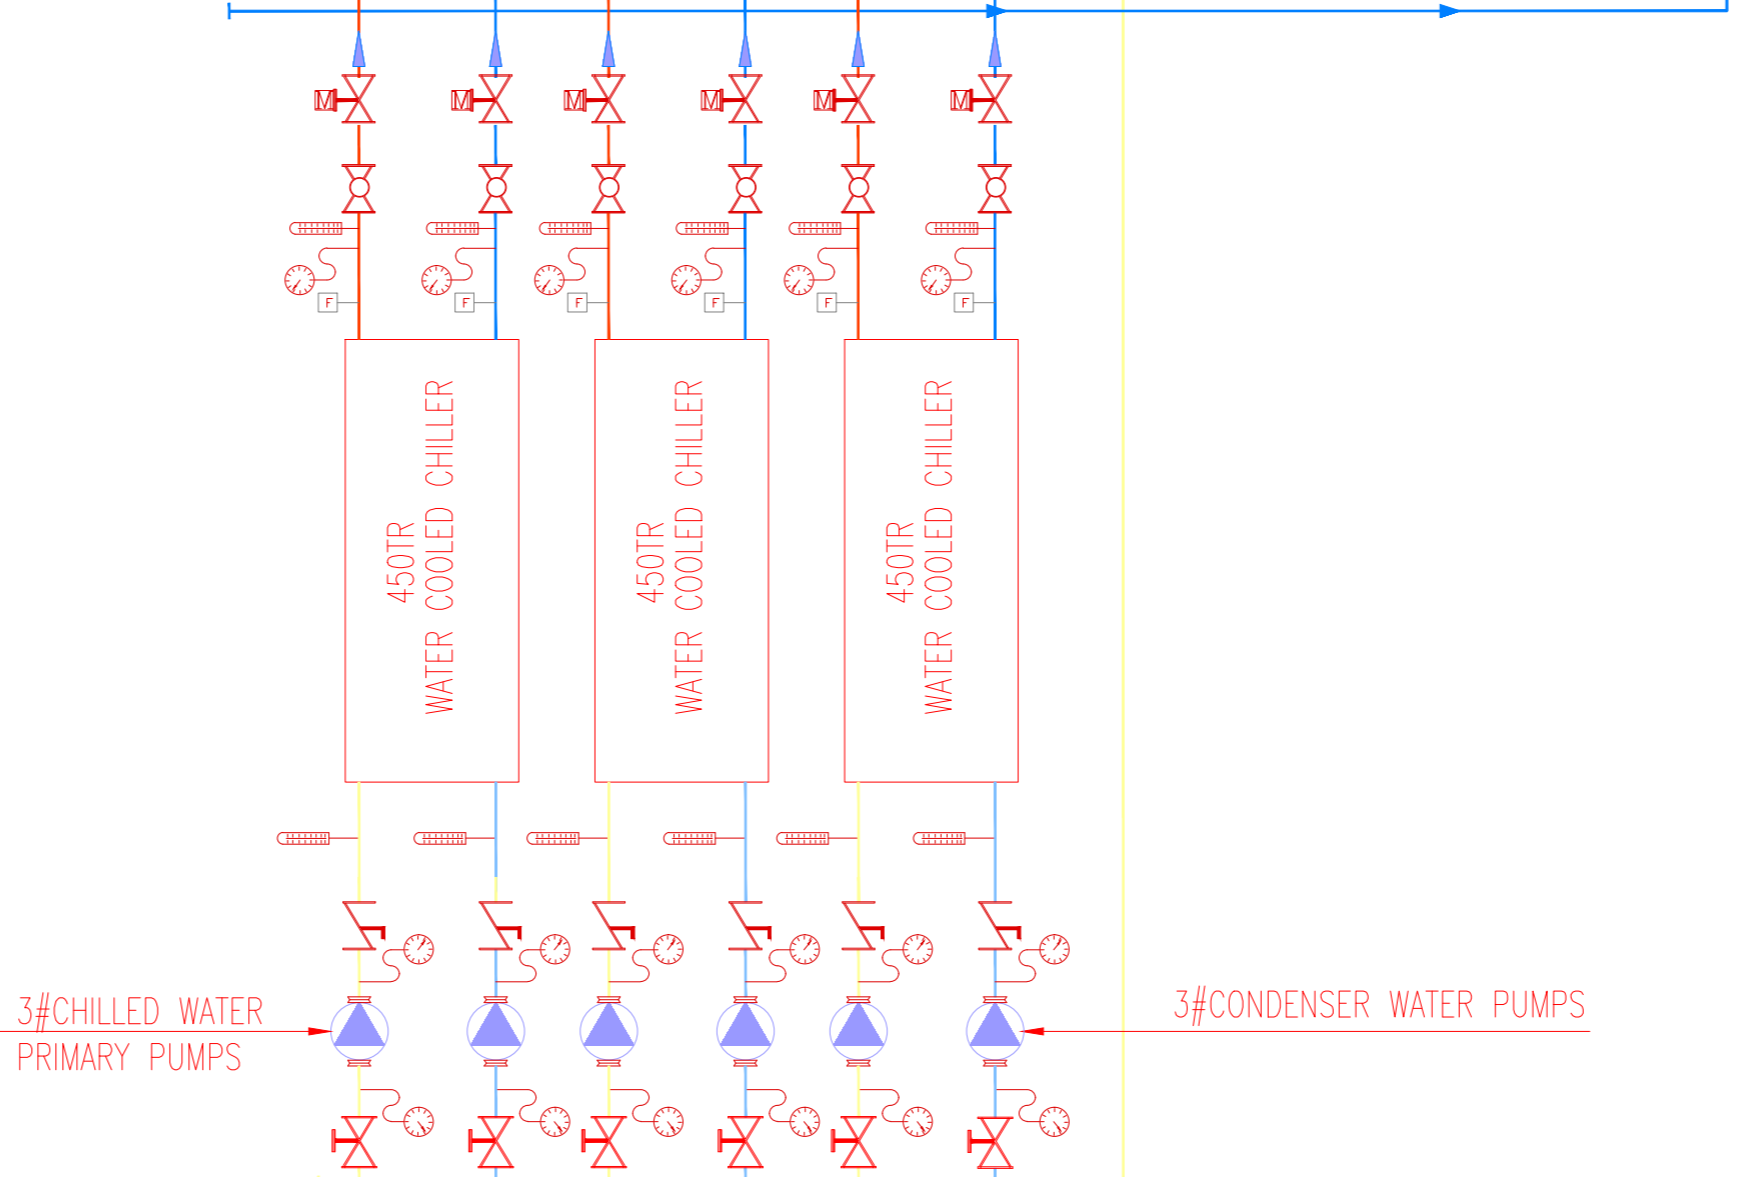 M M M M M M
F F F F F F
450TR
WATER COOLED CHILLER
450TR
WATER COOLED CHILLER
450TR
WATER COOLED CHILLER
3#CHILLED WATER
PRIMARY PUMPS
3#CONDENSER WATER PUMPS